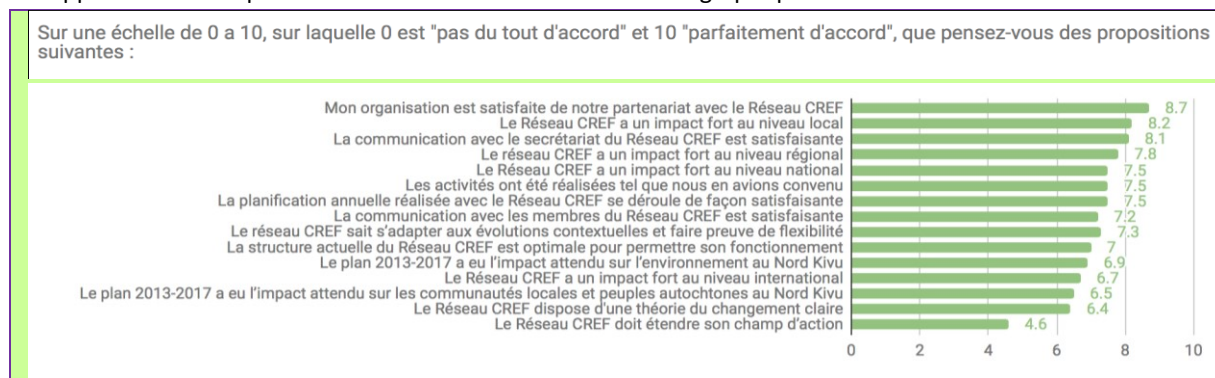 Sur une échelle de 0 a 10, sur laquelle 0 est "pas du tout d'accord" et 10 "parfaitement d'accord", que pensez-vous des propositions
suivantes :
Mon organisation est satisfaite de notre partenariat avec le Réseau CREF 8.7
Le Réseau CREF a un impact fort au niveau local 8.2
La communication avec le secrétariat du Réseau CREF est satisfaisante 8.1
Le réseau CREF a un impact fort au niveau régional 7.8
Le Réseau CREF a un impact fort au niveau national 7.5
Les activités ont été réalisées tel que nous en avions convenu 7.5
La planification annuelle réalisée avec le Réseau CREF se déroule de façon satisfaisante 7.5
La communication avec les membres du Réseau CREF est satisfaisante 7.2
Le réseau CREF sait s'adapter aux évolutions contextuelles et faire preuve de flexibilité 7.3
La structure actuelle du Réseau CREF est optimale pour permettre son fonctionnement 7
Le plan 2013-2017 a eu l'impact attendu sur l'environnement au Nord Kivu 6.9
Le Réseau CREF a un impact fort au niveau international 6.7
Le plan 2013-2017 a eu l'impact attendu sur les communautés locales et peuples autochtones au Nord Kivu 6.5
Le Réseau CREF dispose d'une théorie du changement claire 6.4
Le Réseau CREF doit étendre son champ d'action 4.6
0 2 4 6 8 10